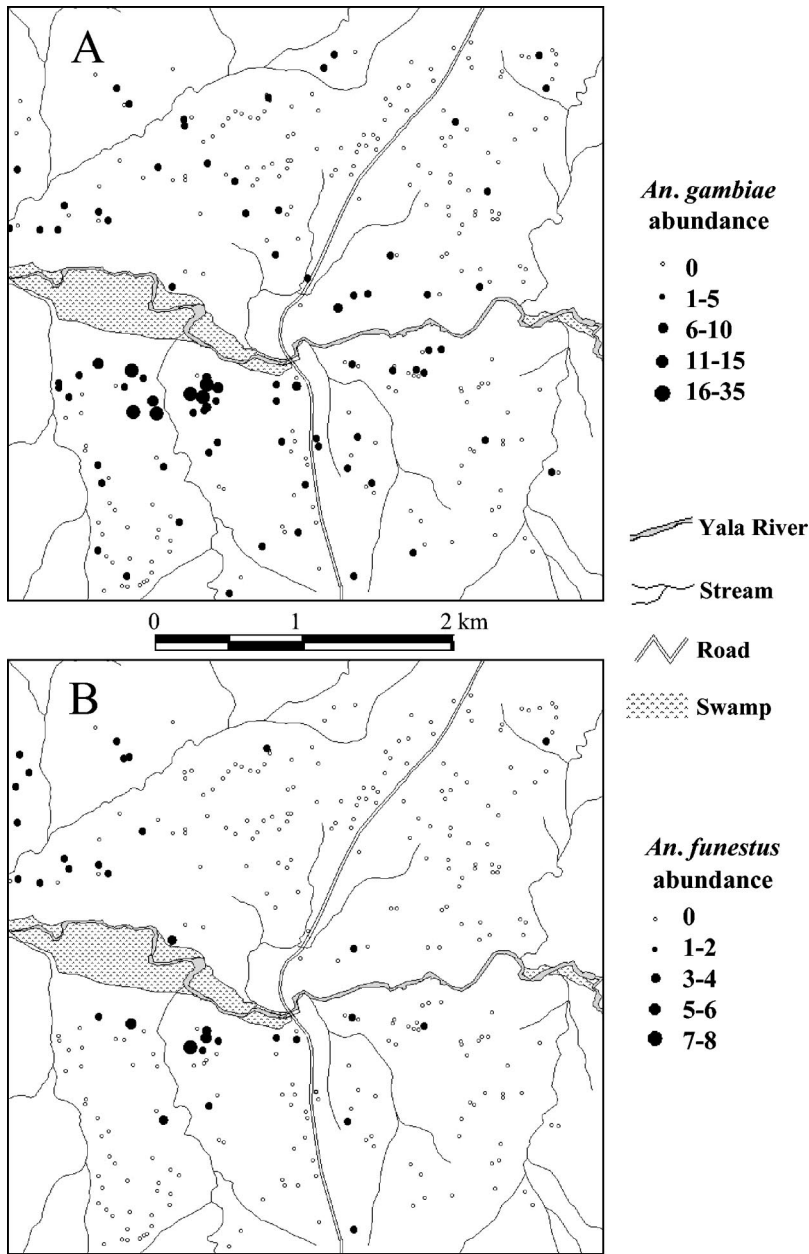 A
An. gambiae
abundance
0
1-5
6-10
11-15
16-35
Yala River
Stream
Road
Swamp
0 1 2 km
B
An. funestus
abundance
0
1-2
3-4
5-6
7-8